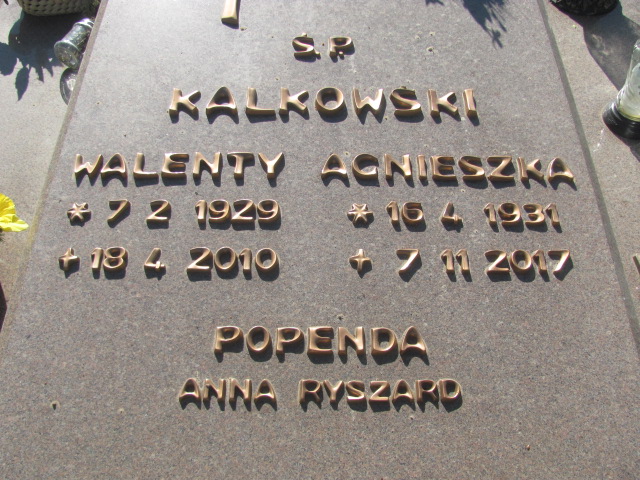 Ś. P.
KALKOWSKI
WALENTY AGNIESZKA
* 7 2 1929 * 16 4. 1931
+ 18 4. 2010 + 7 11 2017
POPENDA
ANNA RYSZARD